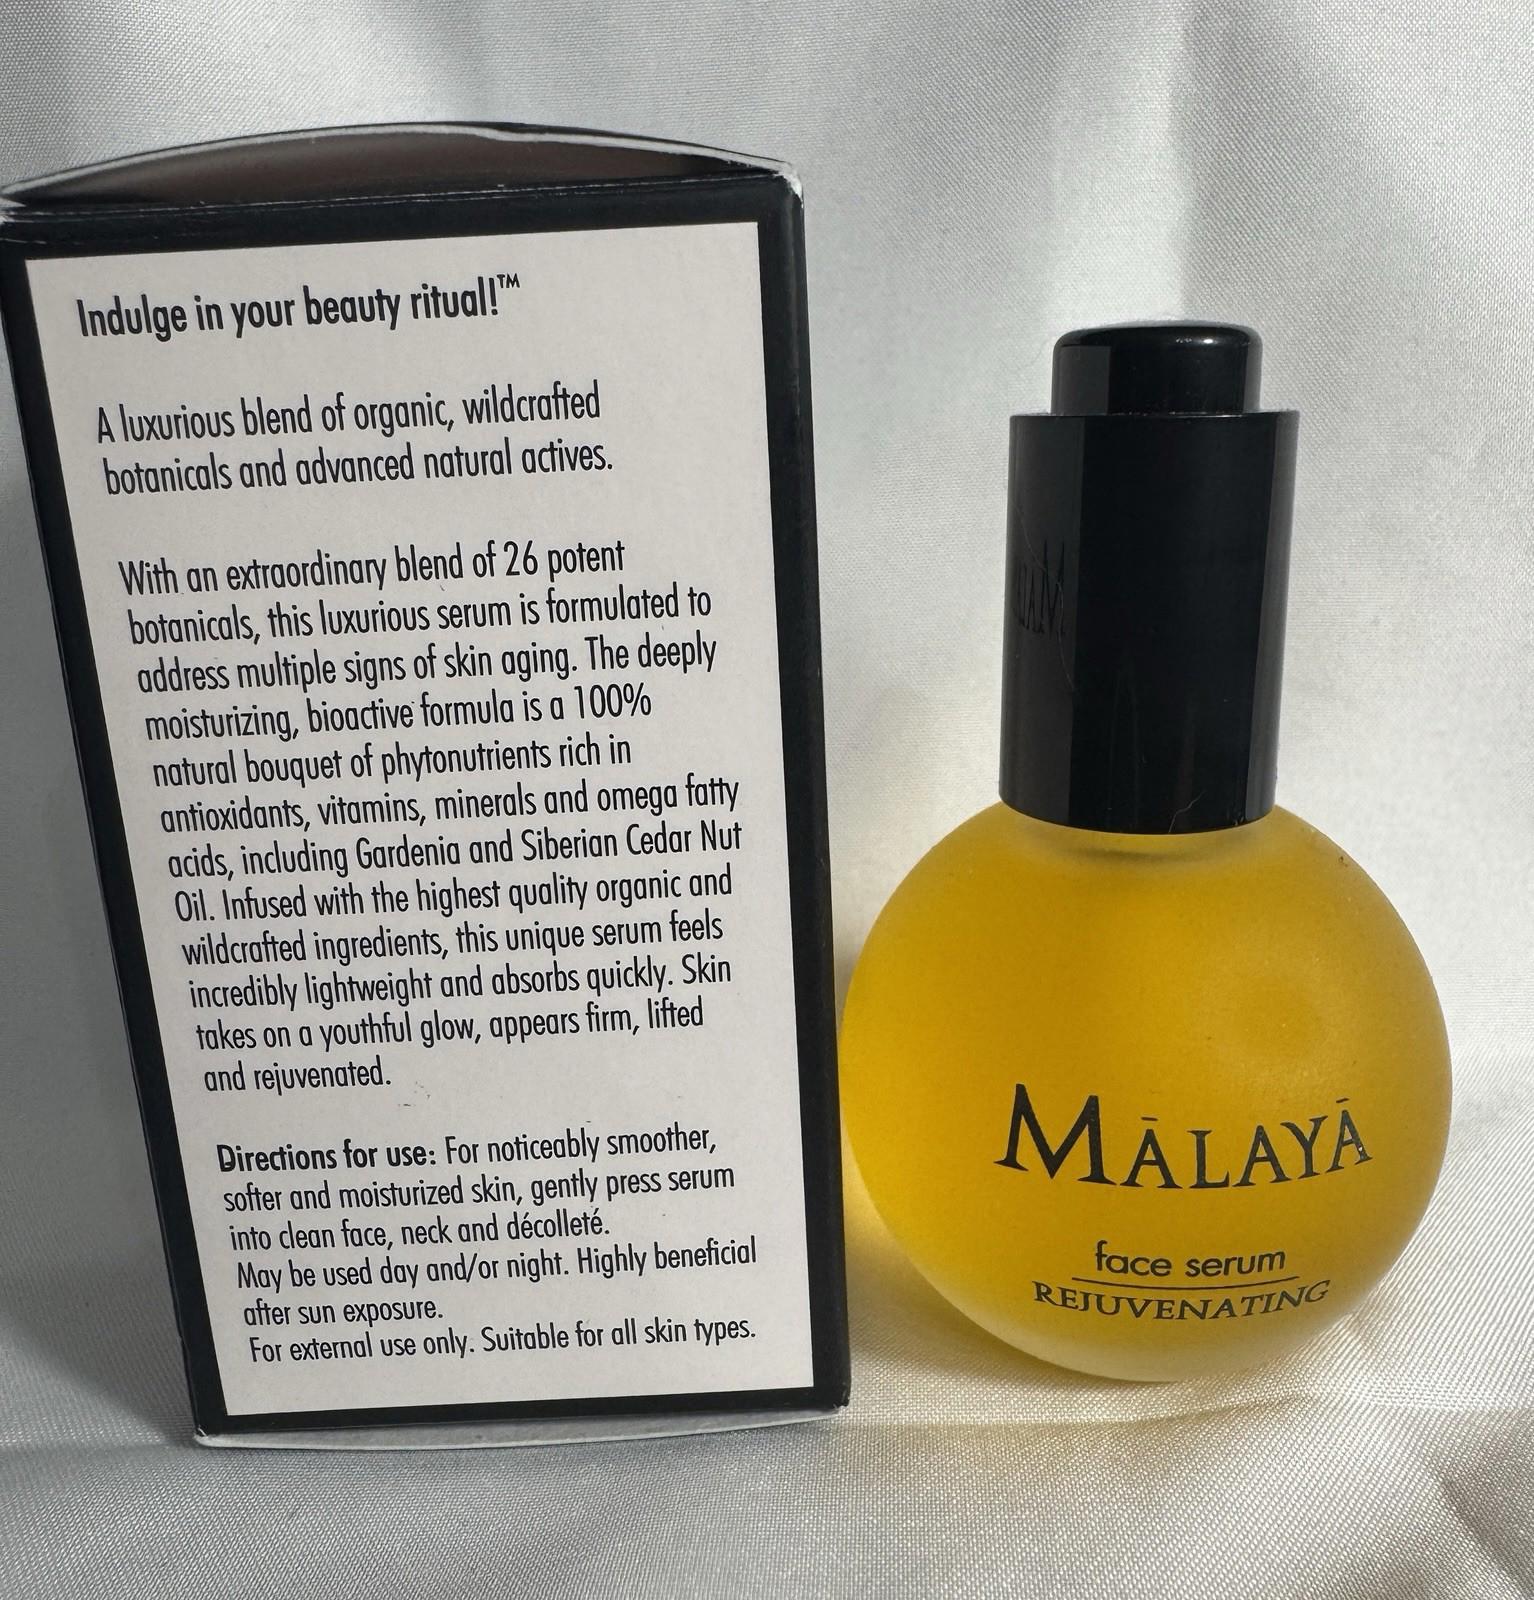 Indulge in your beauty ritual!™
A luxurious blend of organic, wildcrafted
botanicals and advanced natural actives.
With an extraordinary blend of 26 potent
botanicals, this luxurious serum is formulated to
address multiple signs of skin aging. The deeply
moisturizing, bioactive formula is a 100%
natural bouquet of phytonutrients rich in
antioxidants, vitamins, minerals and omega fatty
acids, including Gardenia and Siberian Cedar Nut
Oil. Infused with the highest quality organic and
wildcrafted ingredients, this unique serum feels
incredibly lightweight and absorbs quickly. Skin
takes on a youthful glow, appears firm, lifted
and rejuvenated.
Directions for use: For noticeably smoother,
softer and moisturized skin, gently press serum
into clean face, neck and décolleté.
May be used day and/or night. Highly beneficial
after sun exposure.
For external use only. Suitable for all skin types.
MĀLAYĀ
face serum
REJUVENATING